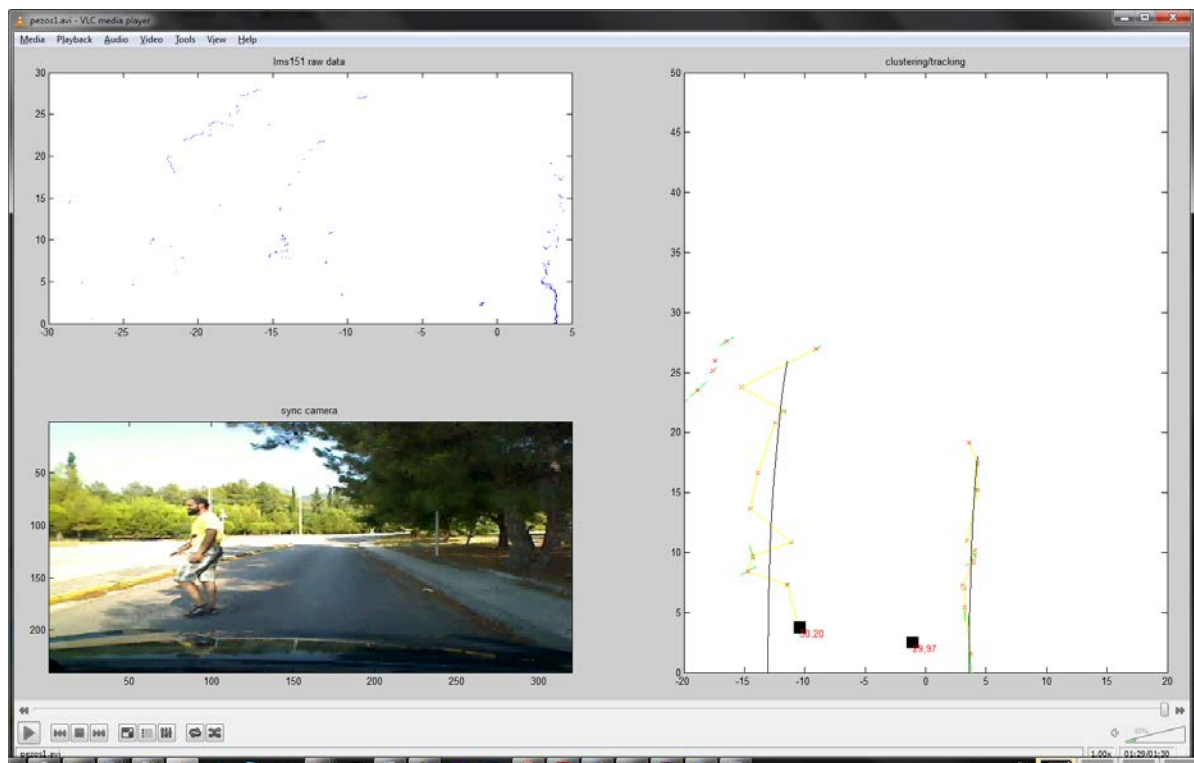 pezos1.avi - VLC media player
Media Playback Audio Video Tools View Help
lms151 raw data
30
25
20
15
10
5
0
-30 -25 -20 -15 -10 -5 0 5
sync camera
50
100
150
200
50 100 150 200 250 300
clustering/tracking
50
45
40
35
30
25
20
15
10
5
0
-20 -15 -10 -5 0 5 10 15 20
30,20
29,97
pezos1.avi
1.00x 01:29/01:30